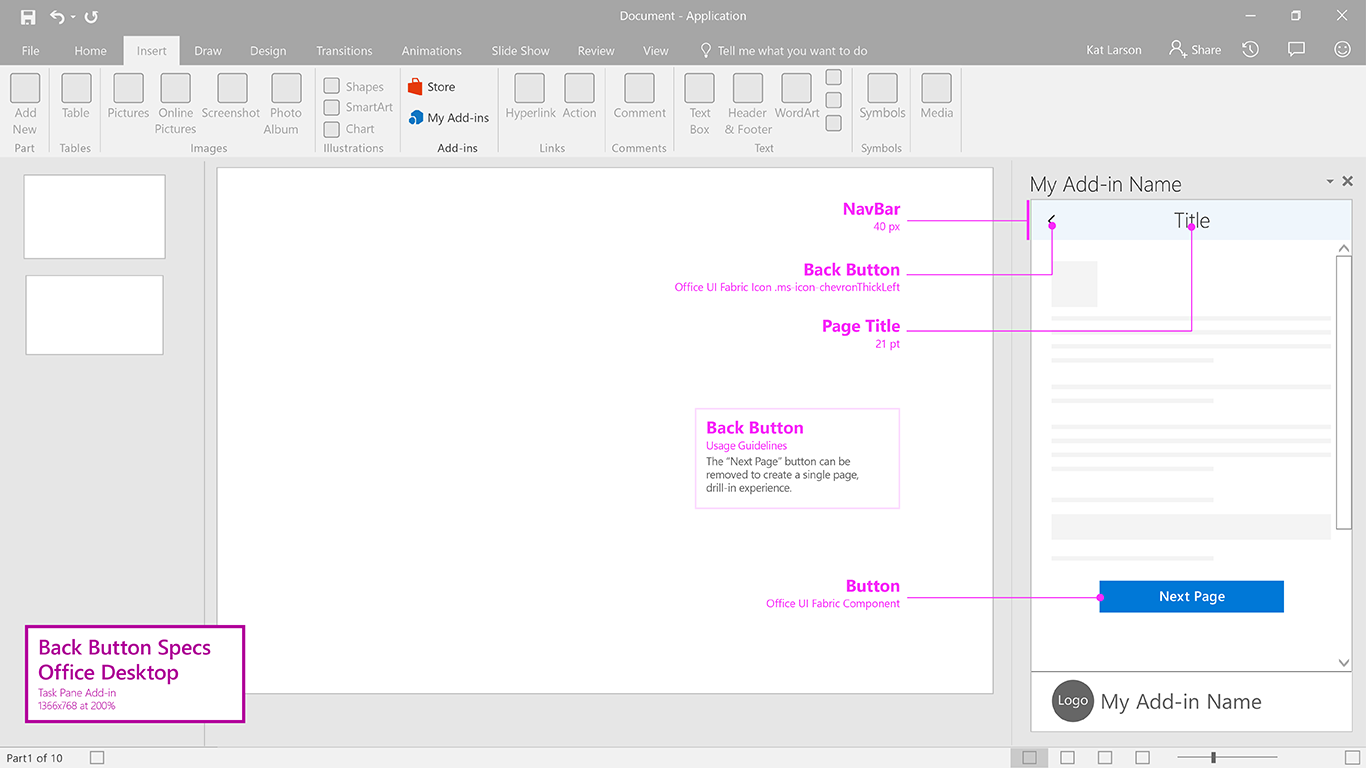 Document - Application
File Home Insert Draw Design Transitions Animations Slide Show Review View Tell me what you want to do Kat Larson Share
Add New
Table
Pictures
Online Pictures
Screenshot
Photo Album
Shapes
SmartArt
Chart
Store
My Add-ins
Hyperlink
Action
Comment
Text Box
Header & Footer
WordArt
Symbols
Media
Part Tables Images Illustrations Add-ins Links Comments Text Symbols
My Add-in Name
Title
NavBar
40 px
Back Button
Office UI Fabric Icon .ms-icon-chevronThickLeft
Page Title
21 pt
Back Button
Usage Guidelines
The “Next Page” button can be
removed to create a single page,
drill-in experience.
Button
Office UI Fabric Component
Next Page
Back Button Specs
Office Desktop
Task Pane Add-in
1366x768 at 200%
Logo My Add-in Name
Part1 of 10